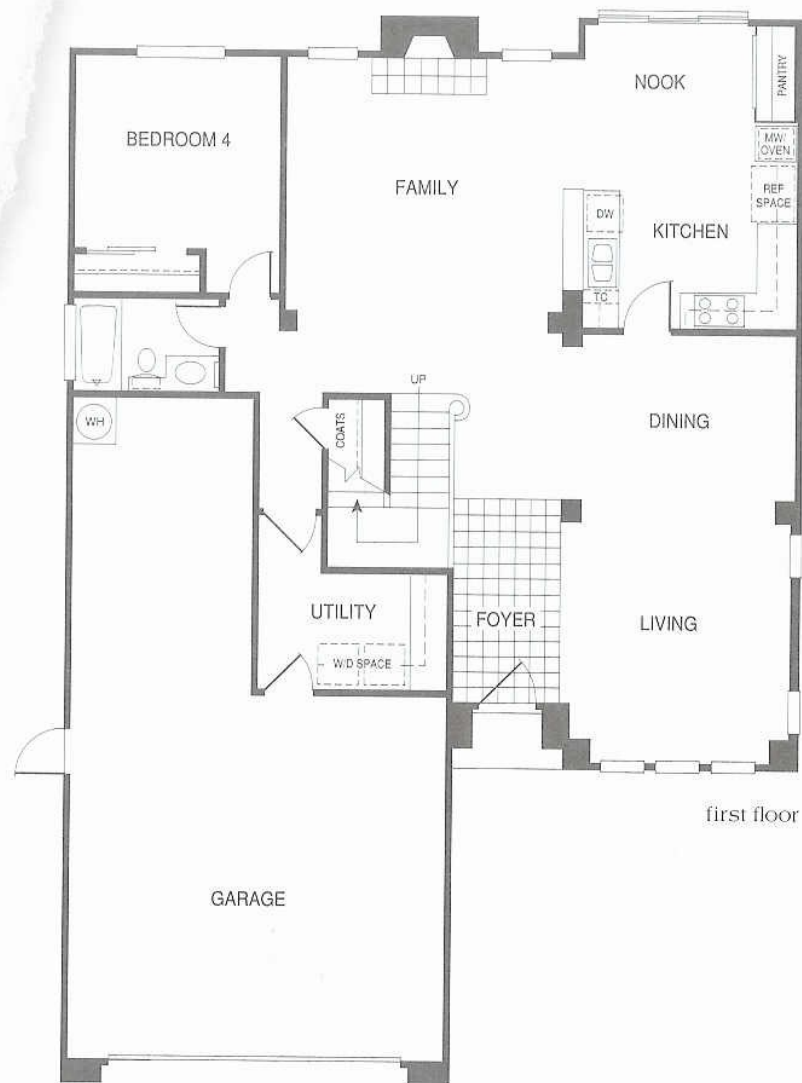 NOOK
PANTRY
BEDROOM 4
MW/
OVEN
FAMILY
REF
SPACE
DW
KITCHEN
TC
UP
WH
COATS
DINING
UTILITY
FOYER
LIVING
W/D SPACE
first floor
GARAGE